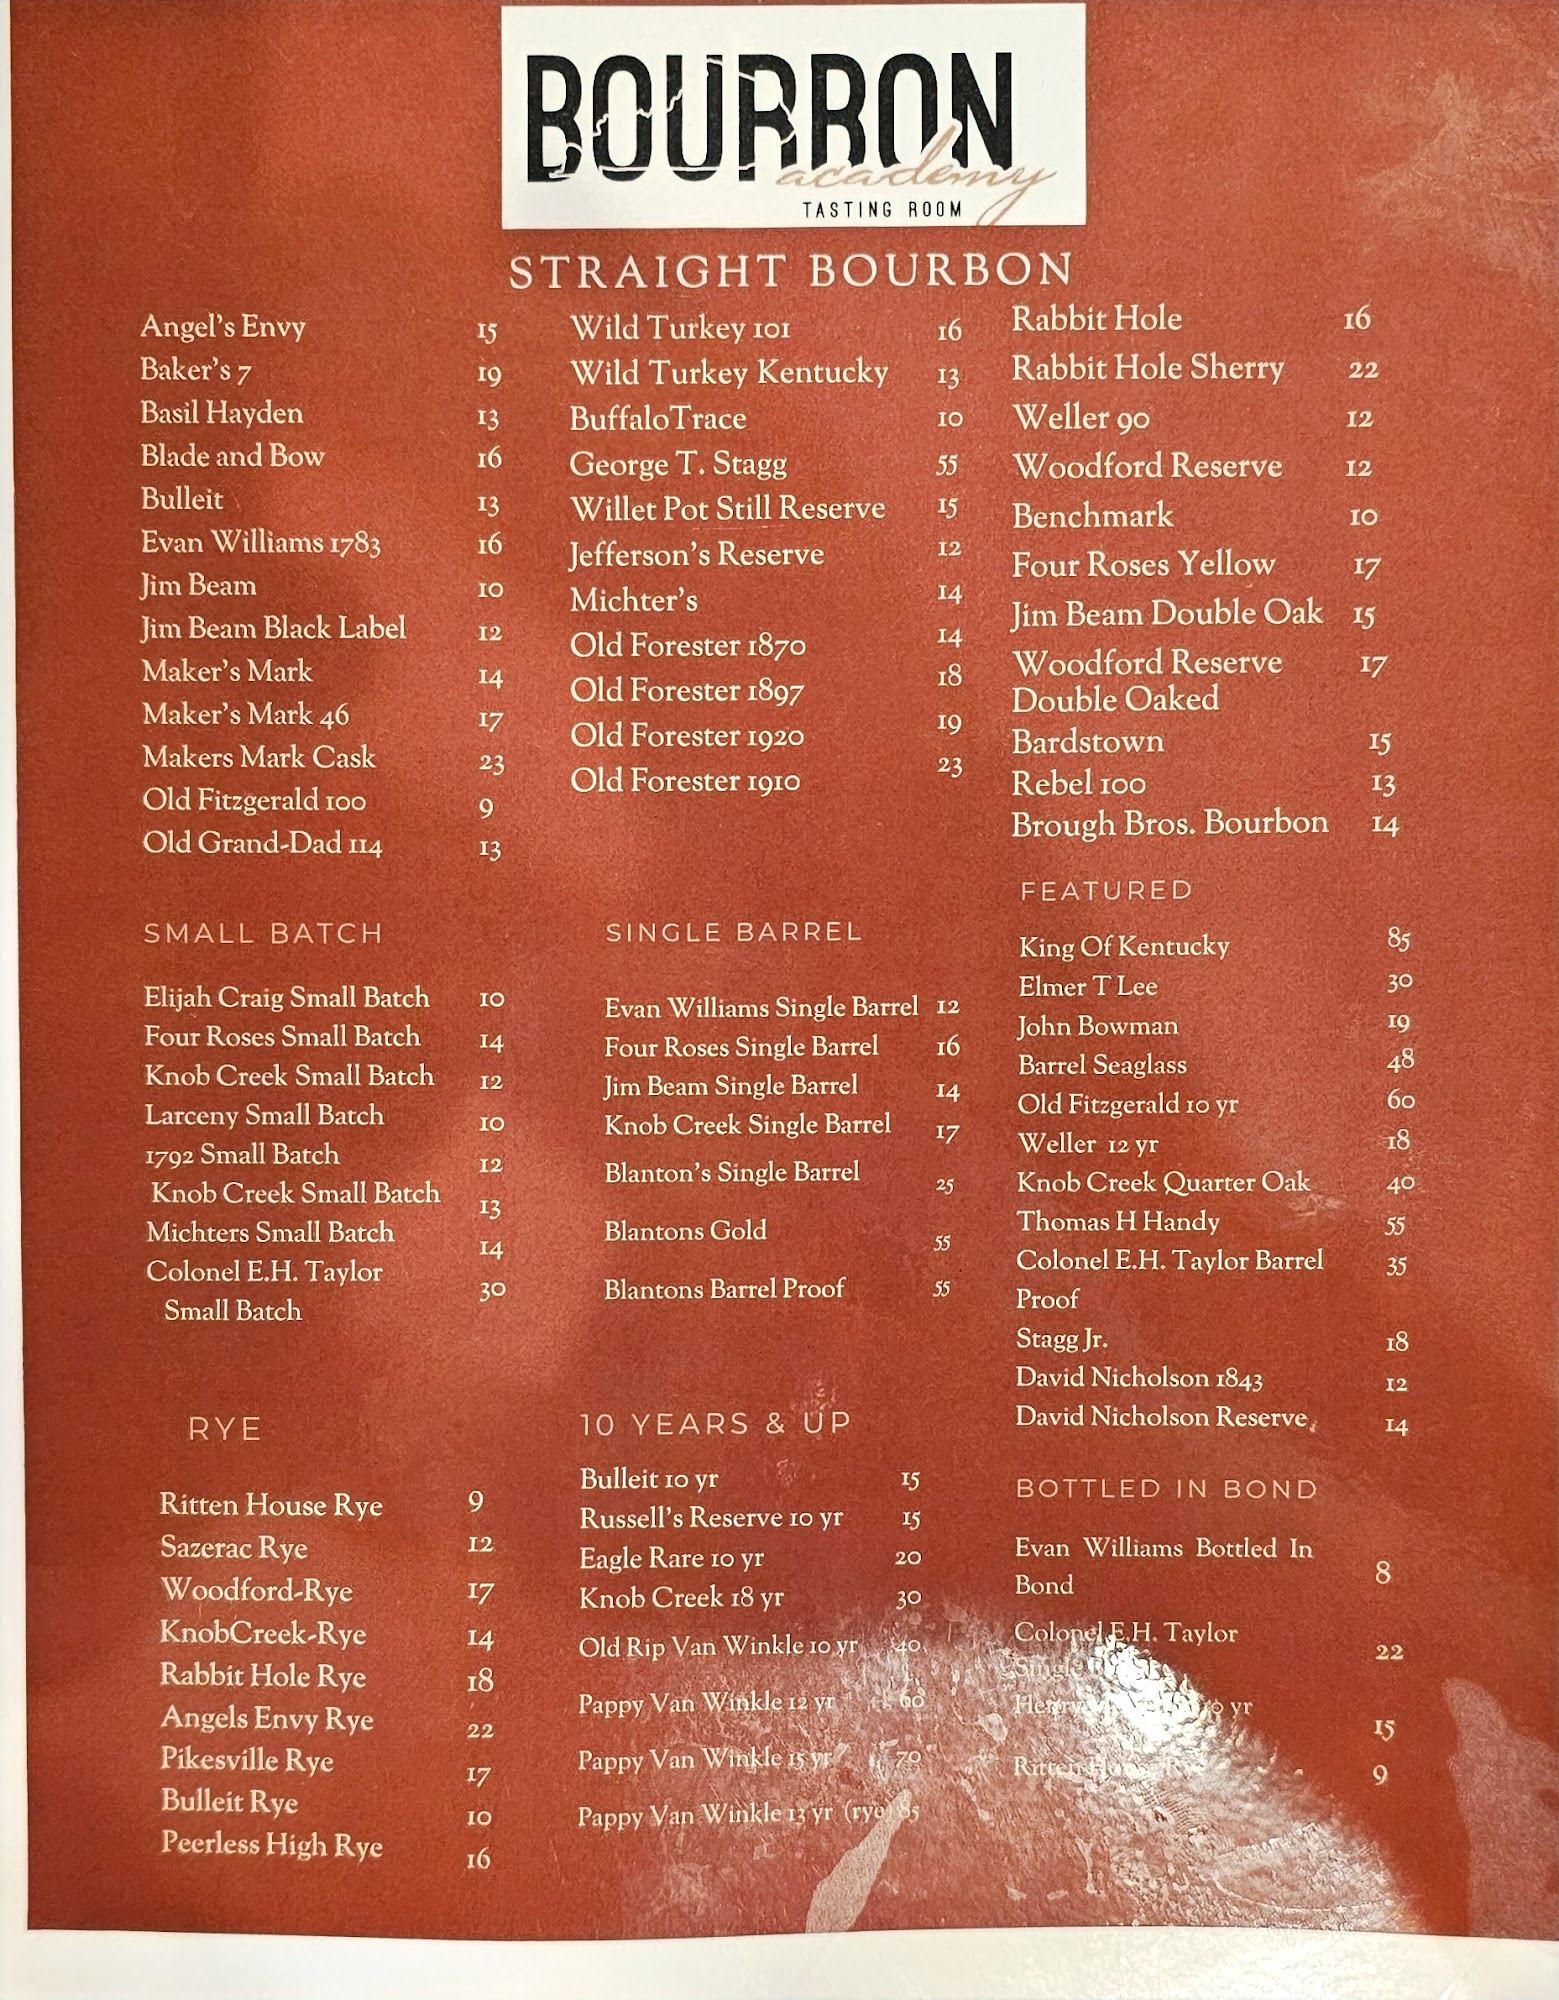 BOURBON
academy
TASTING ROOM
STRAIGHT BOURBON
Angel's Envy 15
Baker's 7 19
Basil Hayden 13
Blade and Bow 16
Bulleit 13
Evan Williams 1783 16
Jim Beam 10
Jim Beam Black Label 12
Maker's Mark 14
Maker's Mark 46 17
Makers Mark Cask 23
Old Fitzgerald 100 9
Old Grand-Dad 114 13
Wild Turkey 101 16
Wild Turkey Kentucky 13
BuffaloTrace 10
George T. Stagg 55
Willet Pot Still Reserve 15
Jefferson's Reserve 12
Michter's 14
Old Forester 1870 14
Old Forester 1897 18
Old Forester 1920 19
Old Forester 1910 23
Rabbit Hole 16
Rabbit Hole Sherry 22
Weller 90 12
Woodford Reserve 12
Benchmark 10
Four Roses Yellow 17
Jim Beam Double Oak 15
Woodford Reserve 17
Double Oaked
Bardstown 15
Rebel 100 13
Brough Bros. Bourbon 14
SMALL BATCH
Elijah Craig Small Batch 10
Four Roses Small Batch 14
Knob Creek Small Batch 12
Larceny Small Batch 10
1792 Small Batch 12
Knob Creek Small Batch 13
Michters Small Batch 14
Colonel E.H. Taylor 30
Small Batch
SINGLE BARREL
Evan Williams Single Barrel 12
Four Roses Single Barrel 16
Jim Beam Single Barrel 14
Knob Creek Single Barrel 17
Blanton's Single Barrel 25
Blantons Gold 55
Blantons Barrel Proof 55
FEATURED
King Of Kentucky 85
Elmer T Lee 30
John Bowman 19
Barrel Seaglass 48
Old Fitzgerald 10 yr 60
Weller 12 yr 18
Knob Creek Quarter Oak 40
Thomas H Handy 55
Colonel E.H. Taylor Barrel 35
Proof
Stagg Jr. 18
David Nicholson 1843 12
David Nicholson Reserve 14
RYE
Ritten House Rye 9
Sazerac Rye 12
Woodford-Rye 17
KnobCreek-Rye 14
Rabbit Hole Rye 18
Angels Envy Rye 22
Pikesville Rye 17
Bulleit Rye 10
Peerless High Rye 16
10 YEARS & UP
Bulleit 10 yr 15
Russell's Reserve 10 yr 15
Eagle Rare 10 yr 20
Knob Creek 18 yr 30
Old Rip Van Winkle 10 yr 40
Pappy Van Winkle 12 yr 60
Pappy Van Winkle 15 yr 70
Pappy Van Winkle 13 yr (rye)
BOTTLED IN BOND
Evan Williams Bottled In
Bond 8
Colonel E.H. Taylor 22
Single
yr 15
Ritten 9